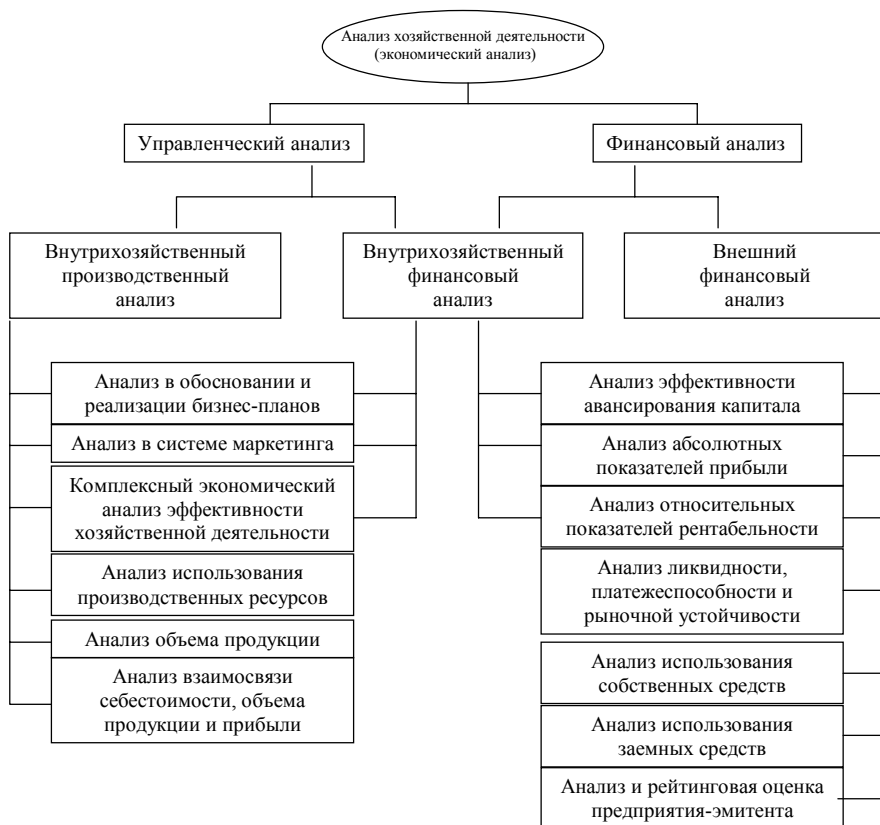 Анализ хозяйственной деятельности
(экономический анализ)
Управленческий анализ
Финансовый анализ
Внутрихозяйственный
производственный
анализ
Внутрихозяйственный
финансовый
анализ
Внешний
финансовый
анализ
Анализ в обосновании и
реализации бизнес-планов
Анализ в системе маркетинга
Комплексный экономический
анализ эффективности
хозяйственной деятельности
Анализ использования
производственных ресурсов
Анализ объема продукции
Анализ взаимосвязи
себестоимости, объема
продукции и прибыли
Анализ эффективности
авансирования капитала
Анализ абсолютных
показателей прибыли
Анализ относительных
показателей рентабельности
Анализ ликвидности,
платежеспособности и
рыночной устойчивости
Анализ использования
собственных средств
Анализ использования
заемных средств
Анализ и рейтинговая оценка
предприятия-эмитента